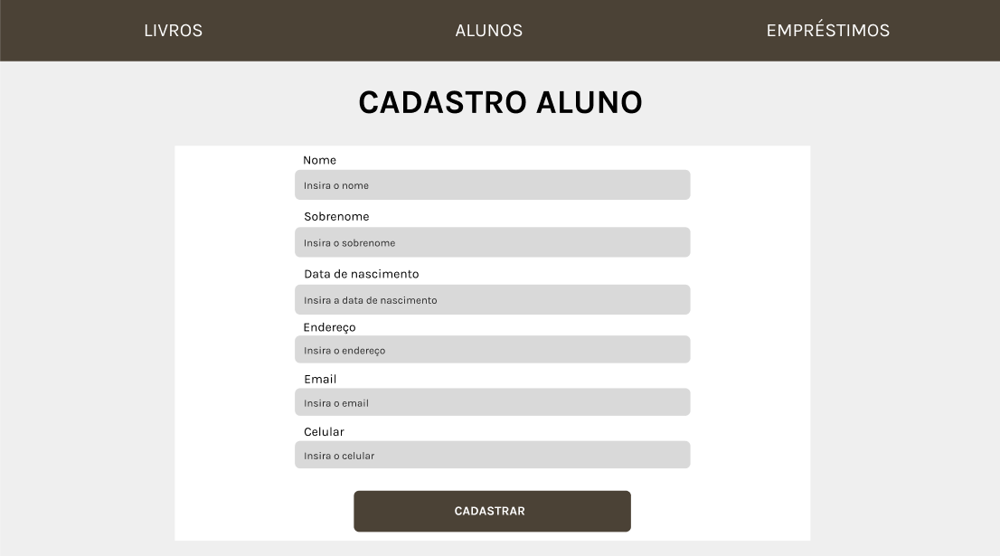 LIVROS ALUNOS EMPRÉSTIMOS
CADASTRO ALUNO
Nome
Insira o nome
Sobrenome
Insira o sobrenome
Data de nascimento
Insira a data de nascimento
Endereço
Insira o endereço
Email
Insira o email
Celular
Insira o celular
CADASTRAR